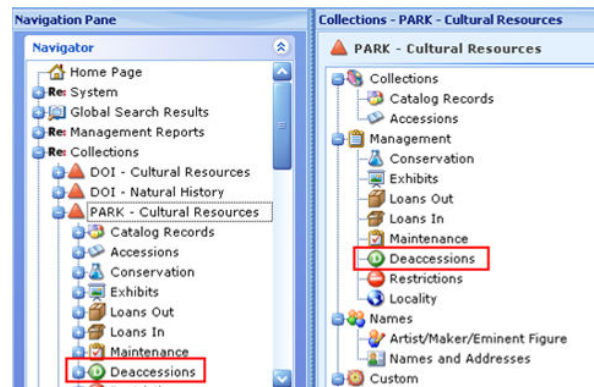 Navigation Pane
Navigator
Home Page
Re: System
Global Search Results
Re: Management Reports
Re: Collections
DOI - Cultural Resources
DOI - Natural History
PARK - Cultural Resources
Catalog Records
Accessions
Conservation
Exhibits
Loans Out
Loans In
Maintenance
Deaccessions
Collections - PARK - Cultural Resources
PARK - Cultural Resources
Collections
Catalog Records
Accessions
Management
Conservation
Exhibits
Loans Out
Loans In
Maintenance
Deaccessions
Restrictions
Locality
Names
Artist/Maker/Eminent Figure
Names and Addresses
Custom